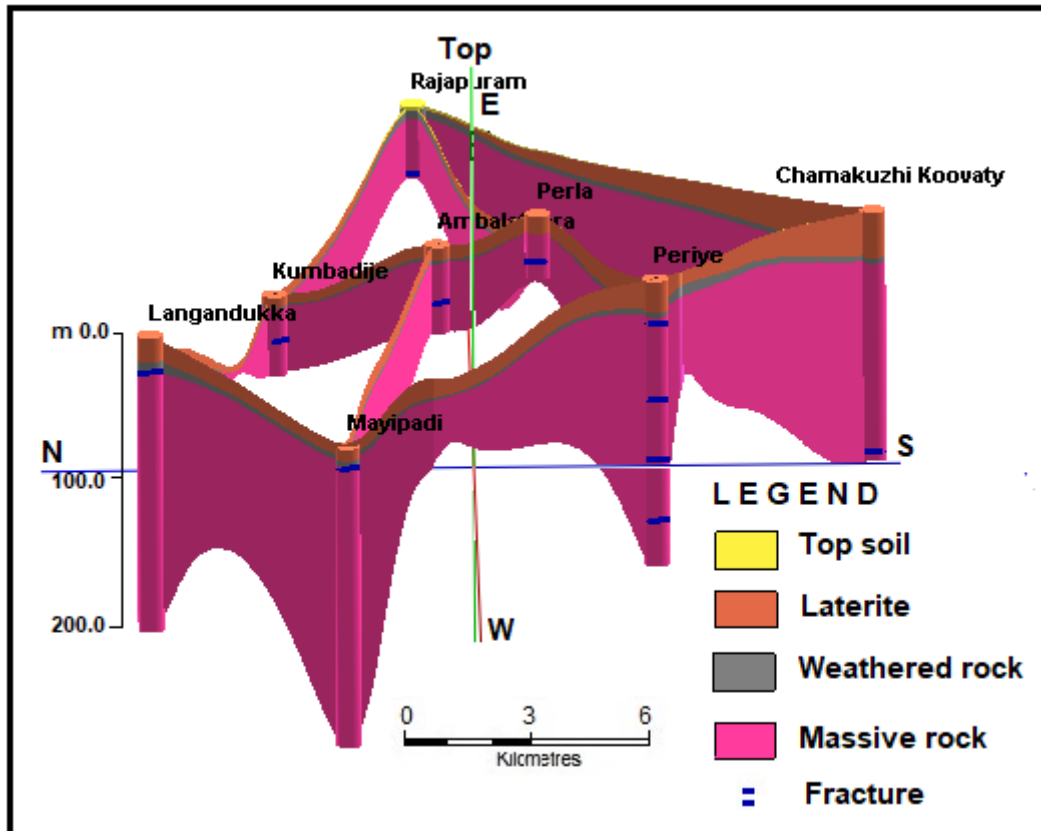 Top
Rajapuram
E
Chamakuzhi Koovaty
Perla
Periye
Kumbadije
Langandukka
m 0.0
Mayipadi
N
S
100.0
200.0
W
0 3 6
Kilometres
L E G E N D
Top soil
Laterite
Weathered rock
Massive rock
Fracture